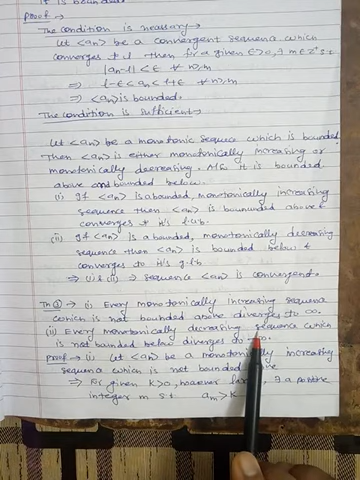 it is bounded
Proof →
The condition is nessary →
Let <an> be a convergent sequence which
converges to l then for a given ε>0, ∃ m∈Z⁺ s.t.
|an-l| < ε ∀ n≥m
⇒ l-ε<an<l+ε ∀ n≥m
⇒ <an> is bounded.
The condition is sufficient →
Let <an> be a monotonic sequece which is bounded
Then <an> is either monotonically increasing or
monotonically decreasing. Also it is bounded
above and bounded below.
(i) If <an> is a bounded, monotonically increasing
sequence then <an> is bounded above &
converges to it's l.u.b.
(ii) If <an> is a bounded, monotonically decreasing
sequence then <an> is bounded below &
converges to it's g.l.b
⇒ (i) & (ii) ⇒ sequence <an> is convergent.
Th ① → (i) Every monotonically increasing sequence
which is not bounded above diverges to ∞.
(ii) Every monotonically decreasing sequence which
is not bounded below diverges to
Proof → (i) Let <an> be a monotonically increasing
sequence which is not bounded
⇒ For given K>0, however ∃ a positive
integer m s.t. am>K